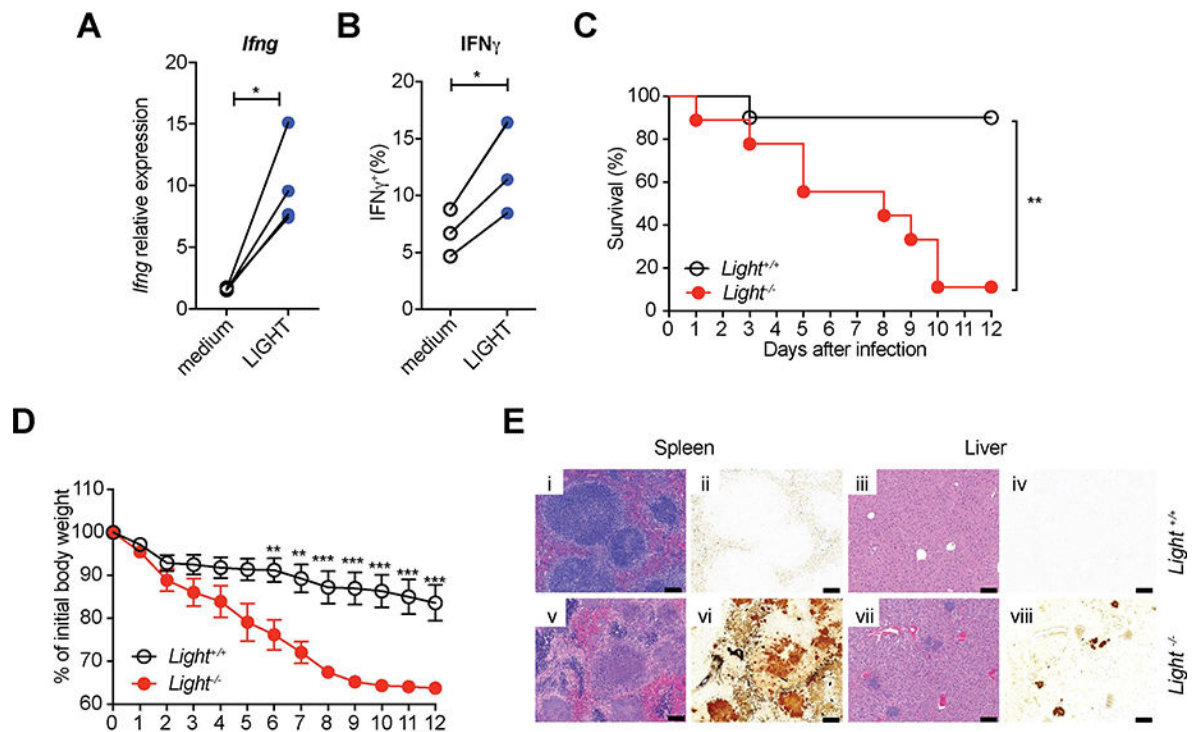 A
Ifng
Ifng relative expression
20
15
10
5
0
*
medium
LIGHT
B
IFNγ
IFNγ⁺(%)
20
15
10
5
0
*
medium
LIGHT
C
Survival (%)
100
80
60
40
20
0
Light⁺/⁺
Light⁻/⁻
**
0 1 2 3 4 5 6 7 8 9 10 11 12
Days after infection
D
% of initial body weight
110
100
90
80
70
60
** ** *** *** *** *** ***
Light⁺/⁺
Light⁻/⁻
0 1 2 3 4 5 6 7 8 9 10 11 12
E
Spleen Liver
i ii iii iv
Light⁺/⁺
v vi vii viii
Light⁻/⁻